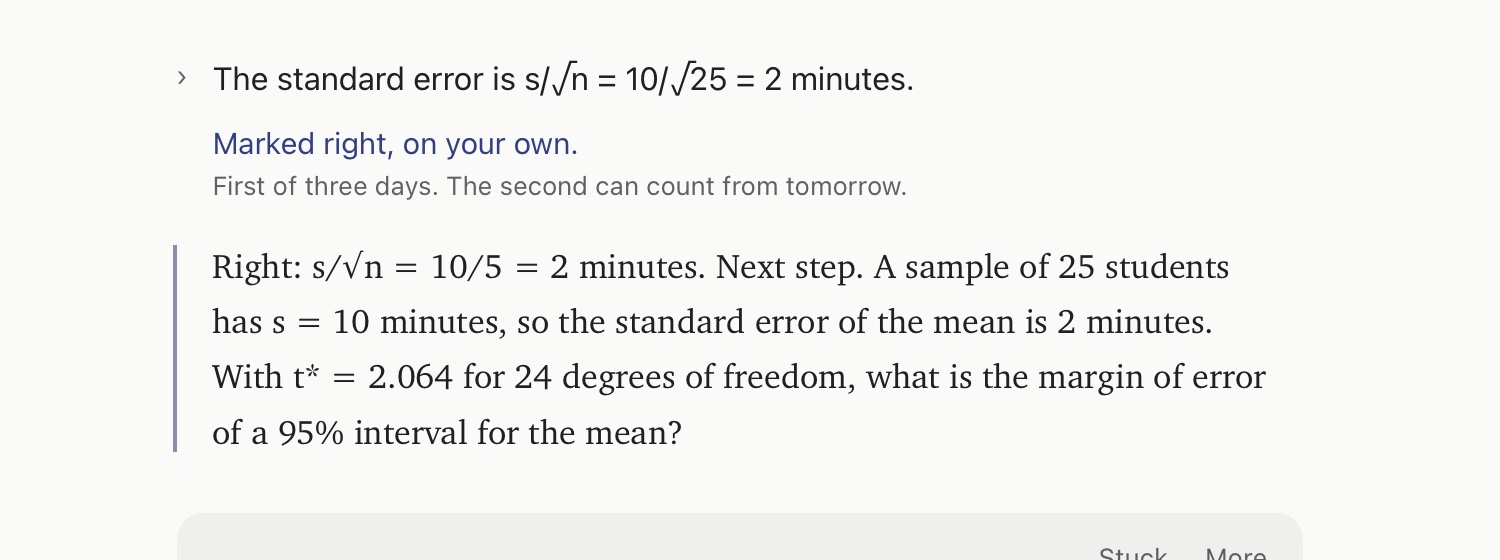 › The standard error is s/√n = 10/√25 = 2 minutes.
Marked right, on your own.
First of three days. The second can count from tomorrow.
Right: s/√n = 10/5 = 2 minutes. Next step. A sample of 25 students
has s = 10 minutes, so the standard error of the mean is 2 minutes.
With t* = 2.064 for 24 degrees of freedom, what is the margin of error
of a 95% interval for the mean?
Stuck More